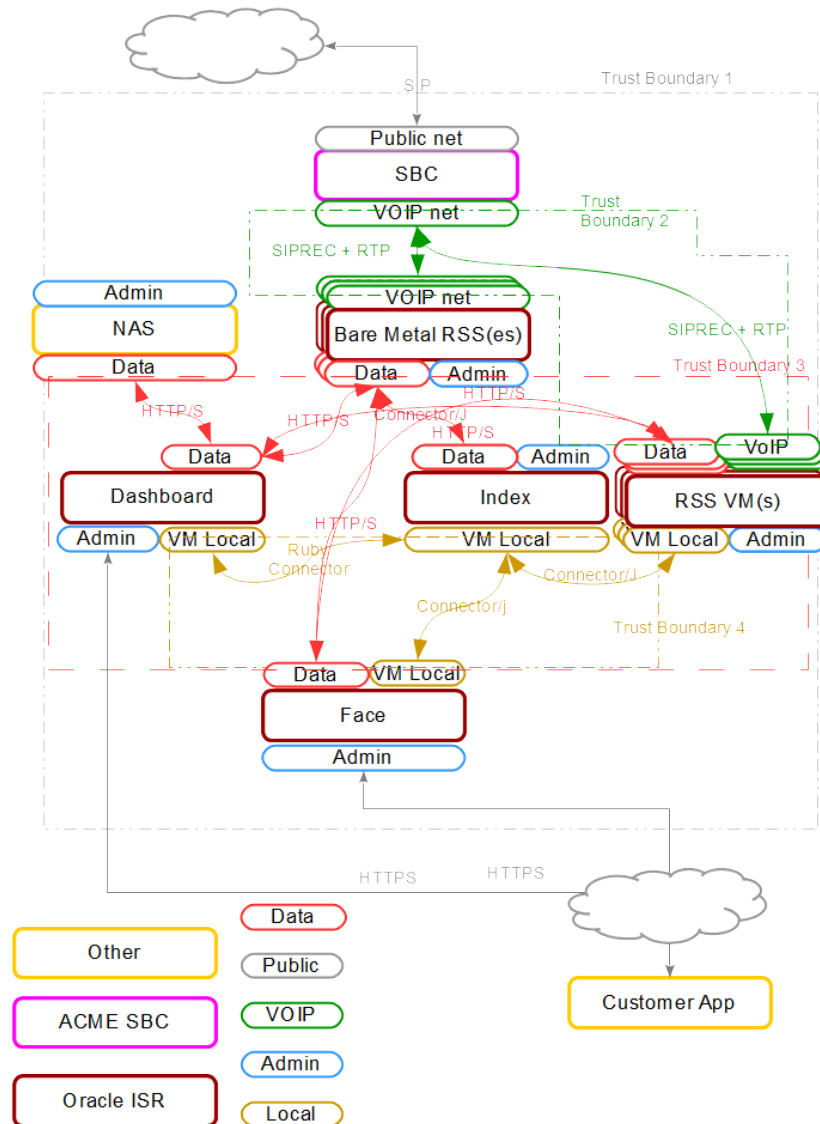 Trust Boundary 1
SIP
Public net
SBC
VOIP net
Trust
Boundary 2
SIPREC + RTP
Admin
NAS
Data
VOIP net
Bare Metal RSS(es)
Data
Admin
SIPREC + RTP
Trust Boundary 3
HTTP/S
HTTP/S
Connector/J
HTTP/S
HTTP/S
Data
Dashboard
Admin
VM Local
Data
Admin
Index
VM Local
Data
VoIP
RSS VM(s)
VM Local
Admin
HTTP/S
Ruby
Connector
Connector/J
Connector/j
Trust Boundary 4
Data
VM Local
Face
Admin
HTTPS
HTTPS
Data
Other
Public
Customer App
VOIP
ACME SBC
Admin
Oracle ISR
Local